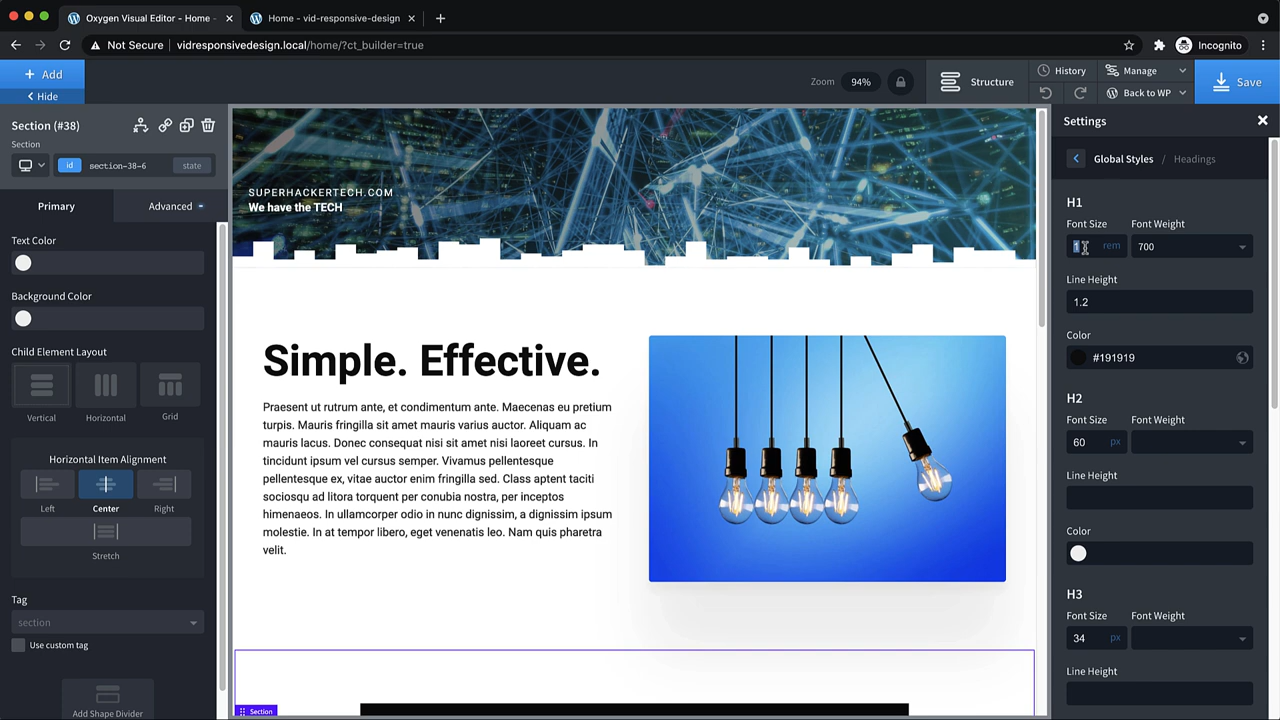 Oxygen Visual Editor - Home -
Home - vid-responsive-design
Not Secure
vidresponsivedesign.local/home/?ct_builder=true
Incognito
+ Add
< Hide
Zoom
94%
Structure
History
Manage
Back to WP
Save
Section (#38)
Section
id
section-38-6
state
Primary
Advanced
Text Color
Background Color
Child Element Layout
Vertical
Horizontal
Grid
Horizontal Item Alignment
Left
Center
Right
Stretch
Tag
section
Use custom tag
Add Shape Divider
SUPERHACKERTECH.COM
We have the TECH
Simple. Effective.
Praesent ut rutrum ante, et condimentum ante. Maecenas eu pretium
turpis. Mauris fringilla sit amet mauris varius auctor. Aliquam ac
mauris lacus. Donec consequat nisi sit amet nisi laoreet cursus. In
tincidunt ipsum vel cursus semper. Vivamus pellentesque
pellentesque ex, vitae auctor enim fringilla sed. Class aptent taciti
sociosqu ad litora torquent per conubia nostra, per inceptos
himenaeos. In ullamcorper odio in nunc dignissim, a dignissim ipsum
molestie. In at tempor libero, eget venenatis leo. Nam quis pharetra
velit.
Section
Settings
Global Styles / Headings
H1
Font Size
Font Weight
1
rem
700
Line Height
1.2
Color
#191919
H2
Font Size
Font Weight
60
px
Line Height
Color
H3
Font Size
Font Weight
34
px
Line Height